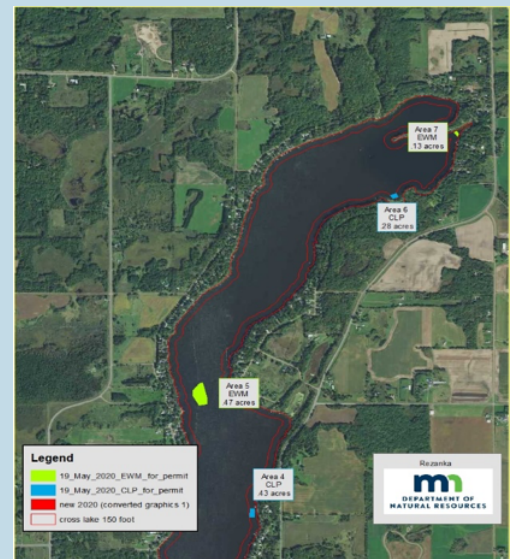 Area 7
EWM
.13 acres
Area 6
CLP
.28 acres
Area 5
EWM
.47 acres
Area 4
CLP
.43 acres
Legend
19_May_2020_EWM_for_permit
19_May_2020_CLP_for_permit
new 2020 (converted graphics 1)
cross lake 150 foot
Rezanka
mn
DEPARTMENT OF
NATURAL RESOURCES